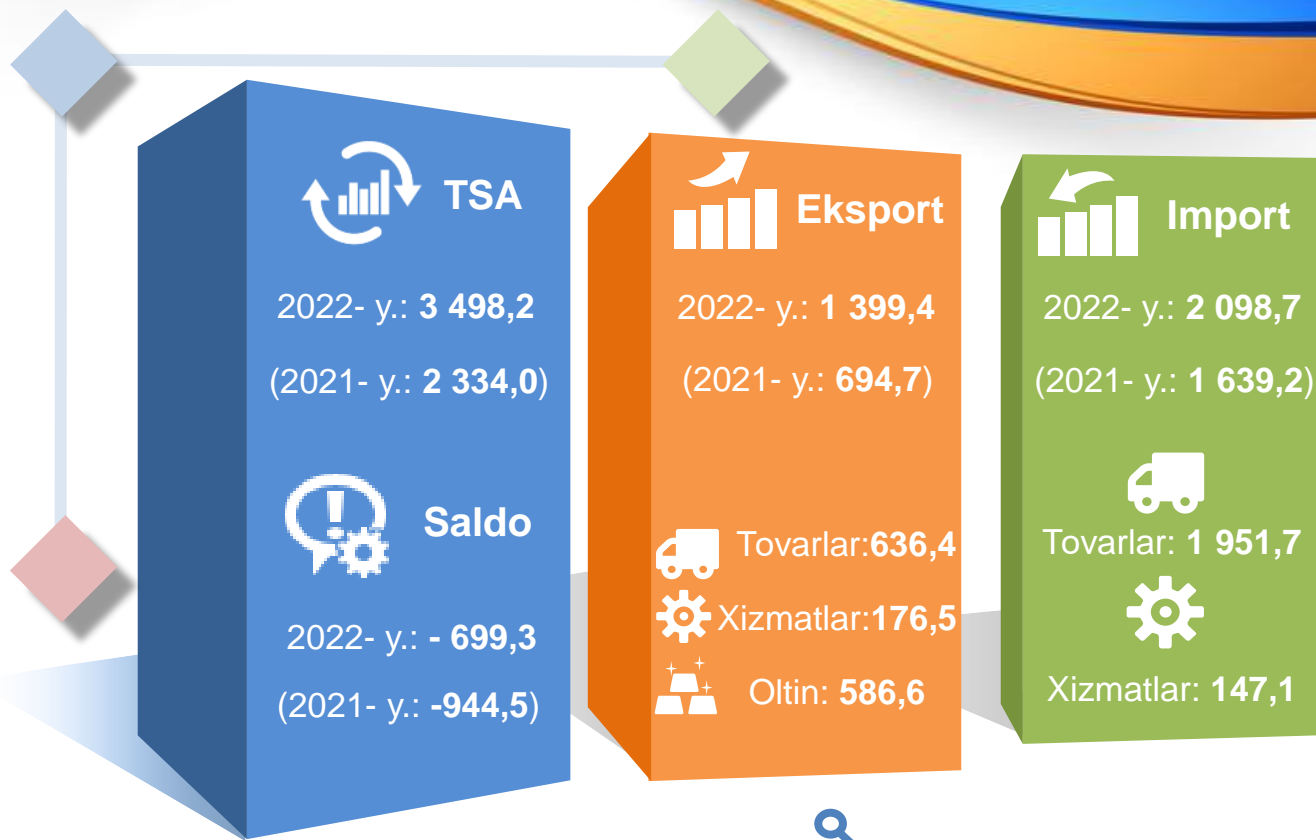 TSA
2022- y.: 3 498,2
(2021- y.: 2 334,0)
Saldo
2022- y.: - 699,3
(2021- y.: -944,5)
Eksport
2022- y.: 1 399,4
(2021- y.: 694,7)
Tovarlar:636,4
Xizmatlar:176,5
Oltin: 586,6
Import
2022- y.: 2 098,7
(2021- y.: 1 639,2)
Tovarlar: 1 951,7
Xizmatlar: 147,1